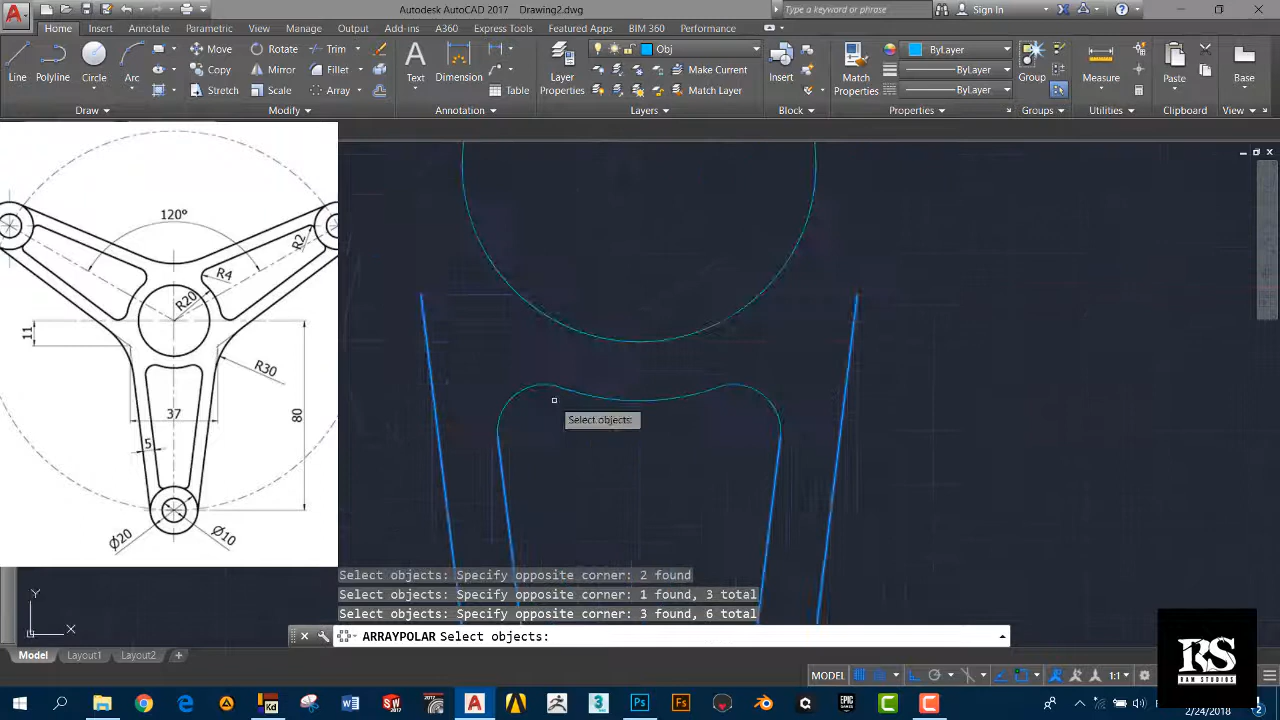 Autodesk AutoCAD 2017 Drawing2.dwg
Type a keyword or phrase
Sign In
Home Insert Annotate Parametric View Manage Output Add-ins A360 Express Tools Featured Apps BIM 360 Performance
Line Polyline Circle Arc
Move Rotate Trim
Copy Mirror Fillet
Stretch Scale Array
Text Dimension Table
Layer Properties
Obj
Make Current
Match Layer
Insert
Match Properties
ByLayer
ByLayer
ByLayer
Group Measure Paste Base
Draw Modify Annotation Layers Block Properties Groups Utilities Clipboard View
120°
R2
R4
R20
11
R30
37
80
5
Ø20
Ø10
Select objects:
Select objects: Specify opposite corner: 2 found
Select objects: Specify opposite corner: 1 found, 3 total
Select objects: Specify opposite corner: 3 found, 6 total
ARRAYPOLAR Select objects:
Y
X
Model Layout1 Layout2 +
MODEL 1:1
RS
RAW STUDIOS
2/24/2018